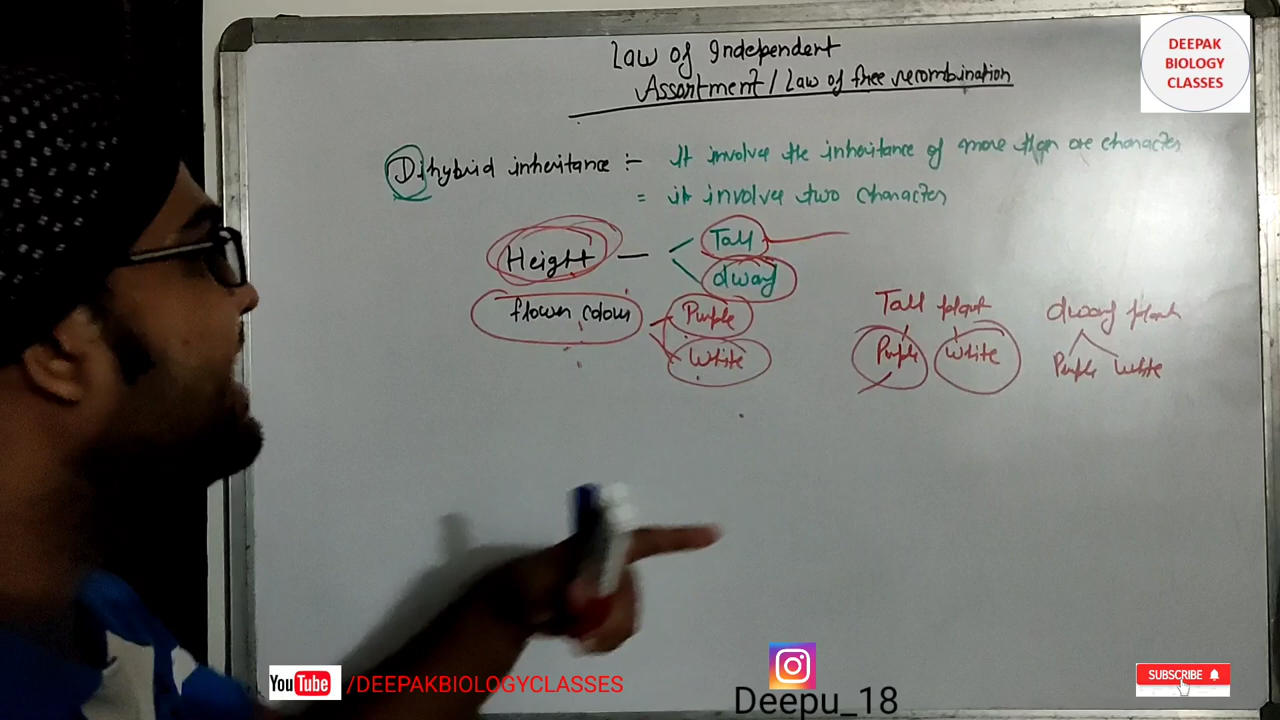 Law of Independent
Assortment / Law of free recombination
DEEPAK
BIOLOGY
CLASSES
Dihybrid inheritance :- It involve the inheritance of more than one character
= it involve two character
Height — Tall
dwarf
flower colour Purple
White
Tall plant dwarf plant
Purple White Purple White
YouTube /DEEPAKBIOLOGYCLASSES
Deepu_18
SUBSCRIBE